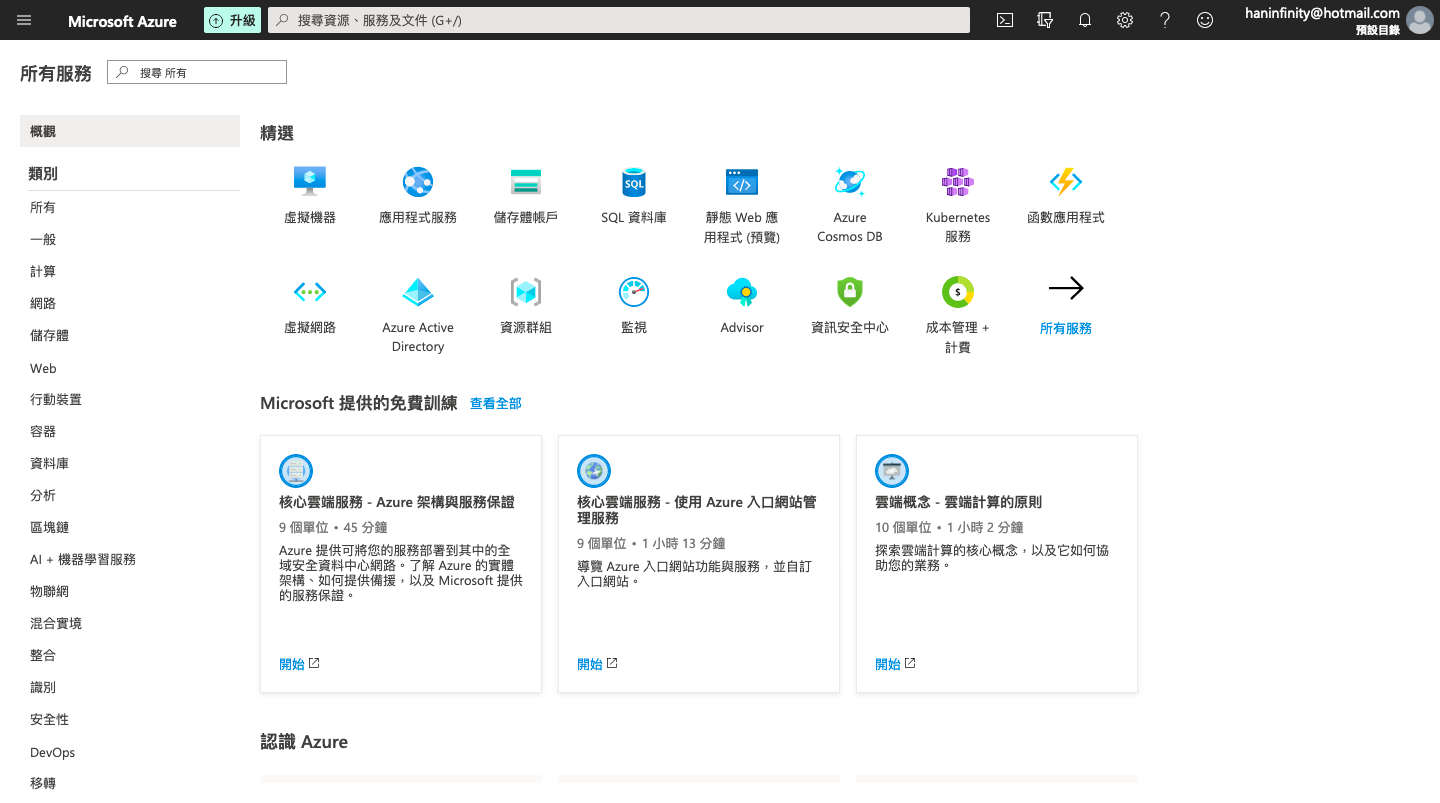 Microsoft Azure
升級
搜尋資源、服務及文件 (G+/)
haninfinity@hotmail.com
預設目錄
所有服務
搜尋 所有
概觀
類別
所有
一般
計算
網路
儲存體
Web
行動裝置
容器
資料庫
分析
區塊鏈
AI + 機器學習服務
物聯網
混合實境
整合
識別
安全性
DevOps
移轉
精選
虛擬機器
應用程式服務
儲存體帳戶
SQL
SQL 資料庫
靜態 Web 應
用程式 (預覽)
Azure
Cosmos DB
Kubernetes
服務
函數應用程式
虛擬網路
Azure Active
Directory
資源群組
監視
Advisor
資訊安全中心
$
成本管理 +
計費
所有服務
Microsoft 提供的免費訓練 查看全部
核心雲端服務 - Azure 架構與服務保證
9 個單位 • 45 分鐘
Azure 提供可將您的服務部署到其中的全
域安全資料中心網路。了解 Azure 的實體
架構、如何提供備援，以及 Microsoft 提供
的服務保證。
開始
核心雲端服務 - 使用 Azure 入口網站管
理服務
9 個單位 • 1 小時 13 分鐘
導覽 Azure 入口網站功能與服務，並自訂
入口網站。
開始
雲端概念 - 雲端計算的原則
10 個單位 • 1 小時 2 分鐘
探索雲端計算的核心概念，以及它如何協
助您的業務。
開始
認識 Azure